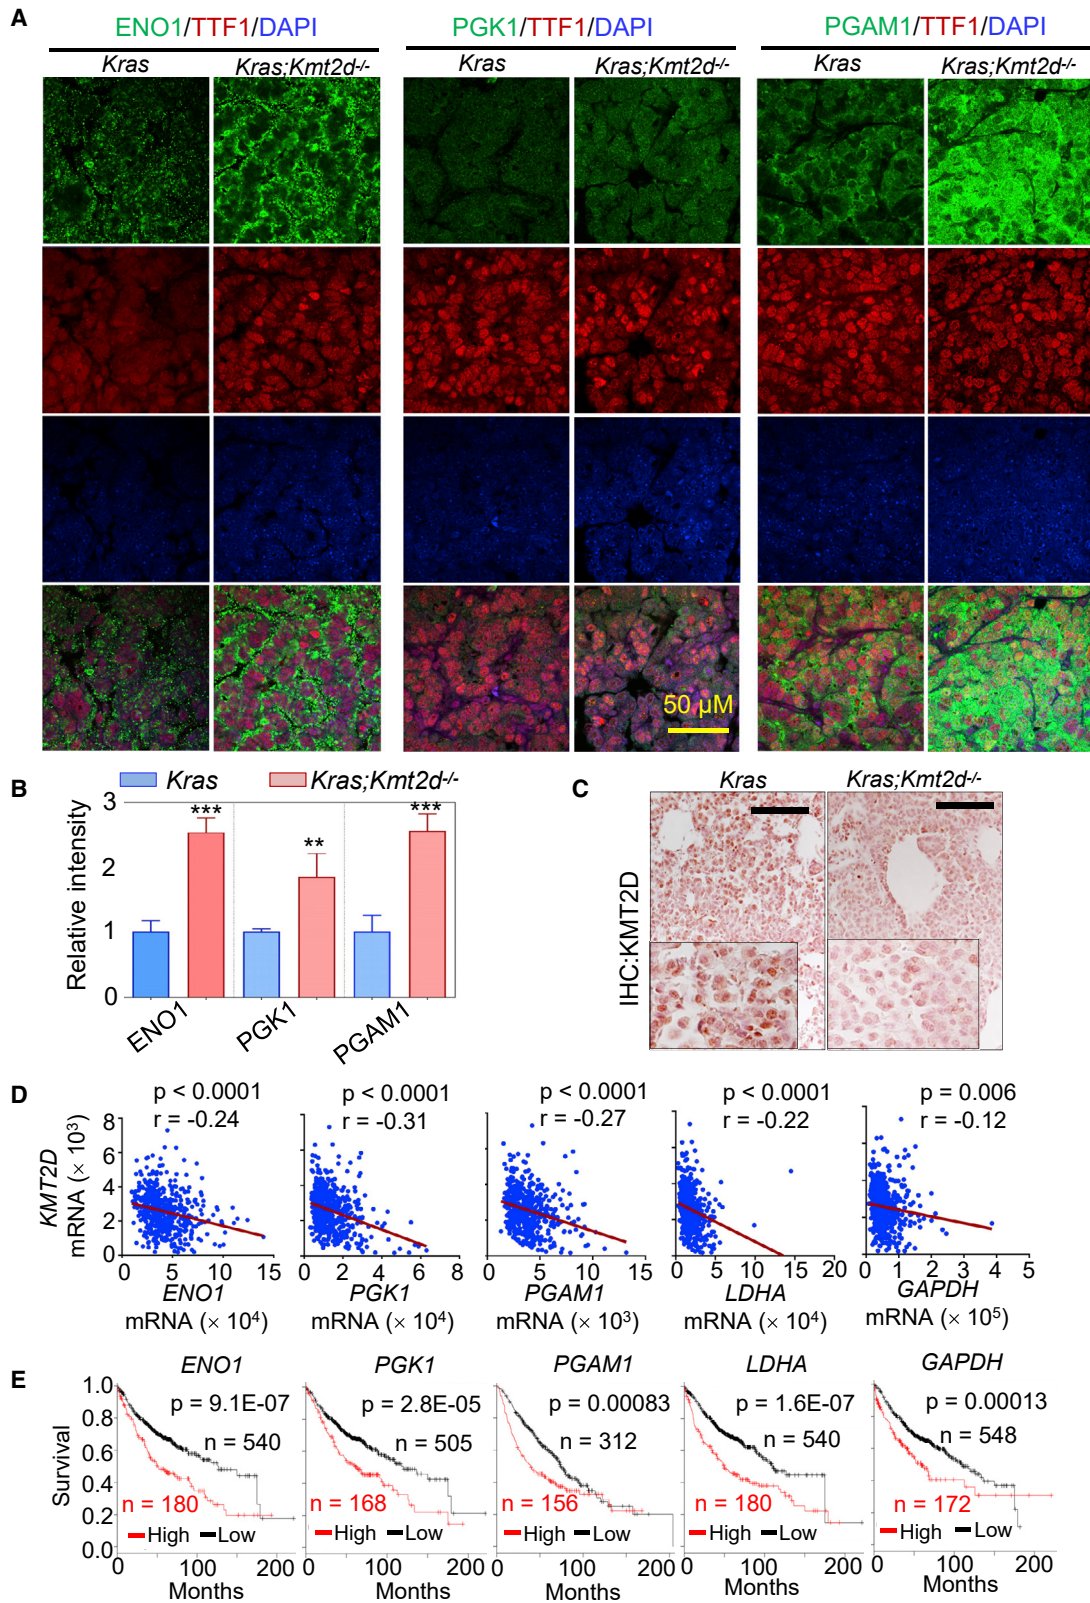 A
ENO1/TTF1/DAPI
PGK1/TTF1/DAPI
PGAM1/TTF1/DAPI
Kras
Kras;Kmt2d-/-
Kras
Kras;Kmt2d-/-
Kras
Kras;Kmt2d-/-
50 µM
B
Kras
Kras;Kmt2d-/-
Relative intensity
3
2
1
0
***
**
***
ENO1
PGK1
PGAM1
C
Kras
Kras;Kmt2d-/-
IHC:KMT2D
D
p < 0.0001
r = -0.24
p < 0.0001
r = -0.31
p < 0.0001
r = -0.27
p < 0.0001
r = -0.22
p = 0.006
r = -0.12
KMT2D
mRNA (× 10³)
8
6
4
2
0
0 5 10 15
0 2 4 6 8
0 5 10 15
0 5 10 15 20
0 1 2 3 4 5
ENO1
mRNA (× 10⁴)
PGK1
mRNA (× 10⁴)
PGAM1
mRNA (× 10³)
LDHA
mRNA (× 10⁴)
GAPDH
mRNA (× 10⁵)
E
ENO1
PGK1
PGAM1
LDHA
GAPDH
Survival
1.0
0.8
0.6
0.4
0.2
0.0
p = 9.1E-07
n = 540
n = 180
High Low
0 100 200
Months
p = 2.8E-05
n = 505
n = 168
High Low
0 100 200
Months
p = 0.00083
n = 312
n = 156
High Low
0 100 200
Months
p = 1.6E-07
n = 540
n = 180
High Low
0 100 200
Months
p = 0.00013
n = 548
n = 172
High Low
0 100 200
Months